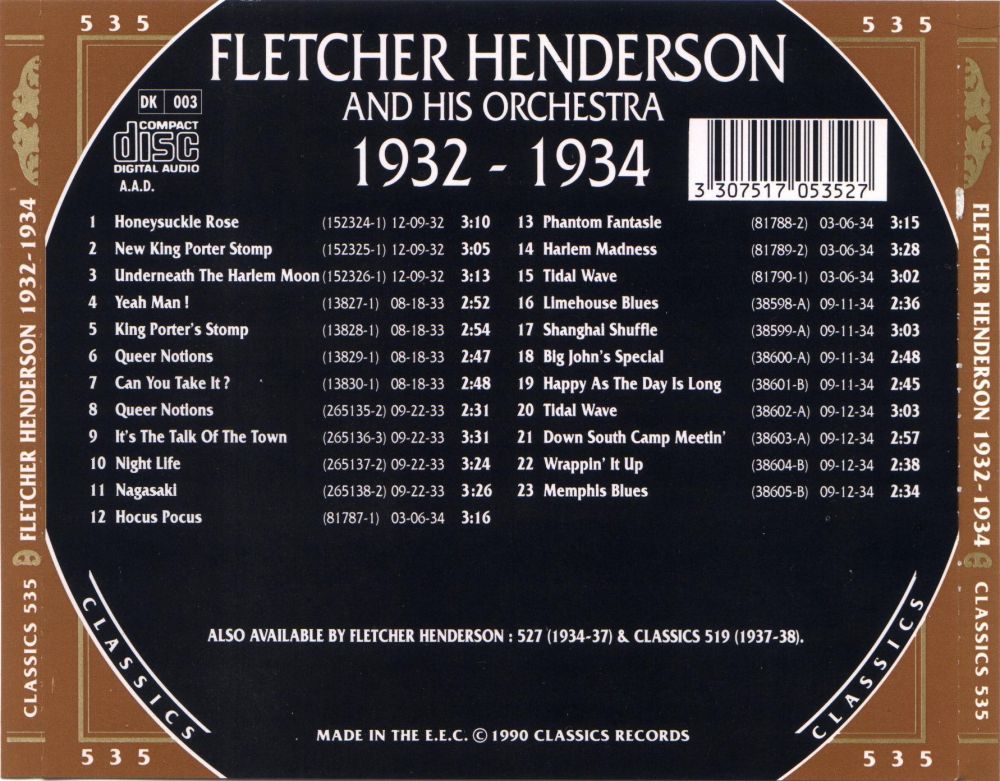 5 3 5
5 3 5
FLETCHER HENDERSON
AND HIS ORCHESTRA
1932 - 1934
DK 003
COMPACT
disc
DIGITAL AUDIO
A.A.D.
3 307517 053527
1 Honeysuckle Rose (152324-1) 12-09-32 3:10
2 New King Porter Stomp (152325-1) 12-09-32 3:05
3 Underneath The Harlem Moon (152326-1) 12-09-32 3:13
4 Yeah Man ! (13827-1) 08-18-33 2:52
5 King Porter's Stomp (13828-1) 08-18-33 2:54
6 Queer Notions (13829-1) 08-18-33 2:47
7 Can You Take It ? (13830-1) 08-18-33 2:48
8 Queer Notions (265135-2) 09-22-33 2:31
9 It's The Talk Of The Town (265136-3) 09-22-33 3:31
10 Night Life (265137-2) 09-22-33 3:24
11 Nagasaki (265138-2) 09-22-33 3:26
12 Hocus Pocus (81787-1) 03-06-34 3:16
13 Phantom Fantasie (81788-2) 03-06-34 3:15
14 Harlem Madness (81789-2) 03-06-34 3:28
15 Tidal Wave (81790-1) 03-06-34 3:02
16 Limehouse Blues (38598-A) 09-11-34 2:36
17 Shanghai Shuffle (38599-A) 09-11-34 3:03
18 Big John's Special (38600-A) 09-11-34 2:48
19 Happy As The Day Is Long (38601-B) 09-11-34 2:45
20 Tidal Wave (38602-A) 09-12-34 3:03
21 Down South Camp Meetin' (38603-A) 09-12-34 2:57
22 Wrappin' It Up (38604-B) 09-12-34 2:38
23 Memphis Blues (38605-B) 09-12-34 2:34
ALSO AVAILABLE BY FLETCHER HENDERSON : 527 (1934-37) & CLASSICS 519 (1937-38).
MADE IN THE E.E.C. © 1990 CLASSICS RECORDS
CLASSICS
CLASSICS
5 3 5
5 3 5
CLASSICS 535 FLETCHER HENDERSON 1932-1934
FLETCHER HENDERSON 1932-1934 CLASSICS 535